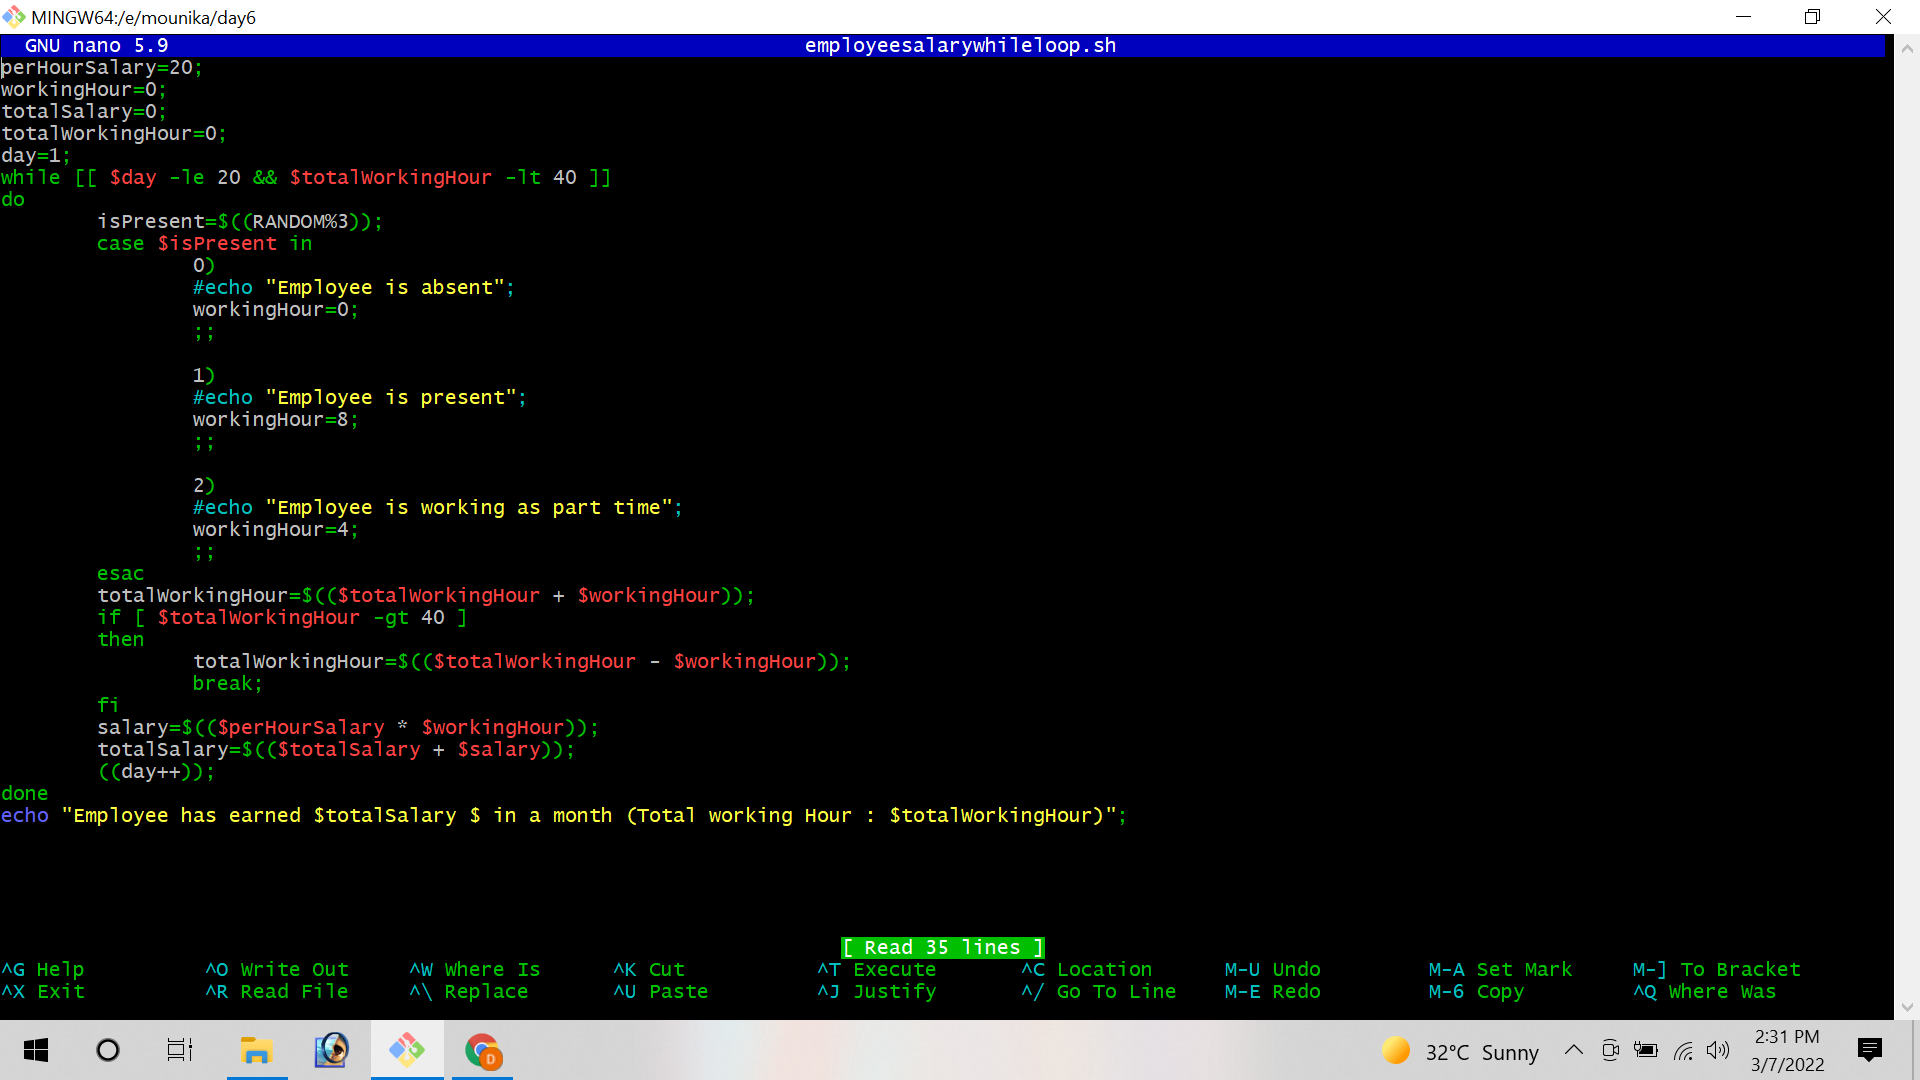 MINGW64:/e/mounika/day6
GNU nano 5.9 employeesalarywhileloop.sh
perHourSalary=20;
workingHour=0;
totalSalary=0;
totalWorkingHour=0;
day=1;
while [[ $day -le 20 && $totalWorkingHour -lt 40 ]]
do
isPresent=$((RANDOM%3));
case $isPresent in
0)
#echo "Employee is absent";
workingHour=0;
;;
1)
#echo "Employee is present";
workingHour=8;
;;
2)
#echo "Employee is working as part time";
workingHour=4;
;;
esac
totalWorkingHour=$(($totalWorkingHour + $workingHour));
if [ $totalWorkingHour -gt 40 ]
then
totalWorkingHour=$(($totalWorkingHour - $workingHour));
break;
fi
salary=$(($perHourSalary * $workingHour));
totalSalary=$(($totalSalary + $salary));
((day++));
done
echo "Employee has earned $totalSalary $ in a month (Total working Hour : $totalWorkingHour)";
[ Read 35 lines ]
^G Help ^O Write Out ^W Where Is ^K Cut ^T Execute ^C Location M-U Undo M-A Set Mark M-] To Bracket
^X Exit ^R Read File ^\ Replace ^U Paste ^J Justify ^/ Go To Line M-E Redo M-6 Copy ^Q Where Was
D
32°C Sunny
2:31 PM
3/7/2022